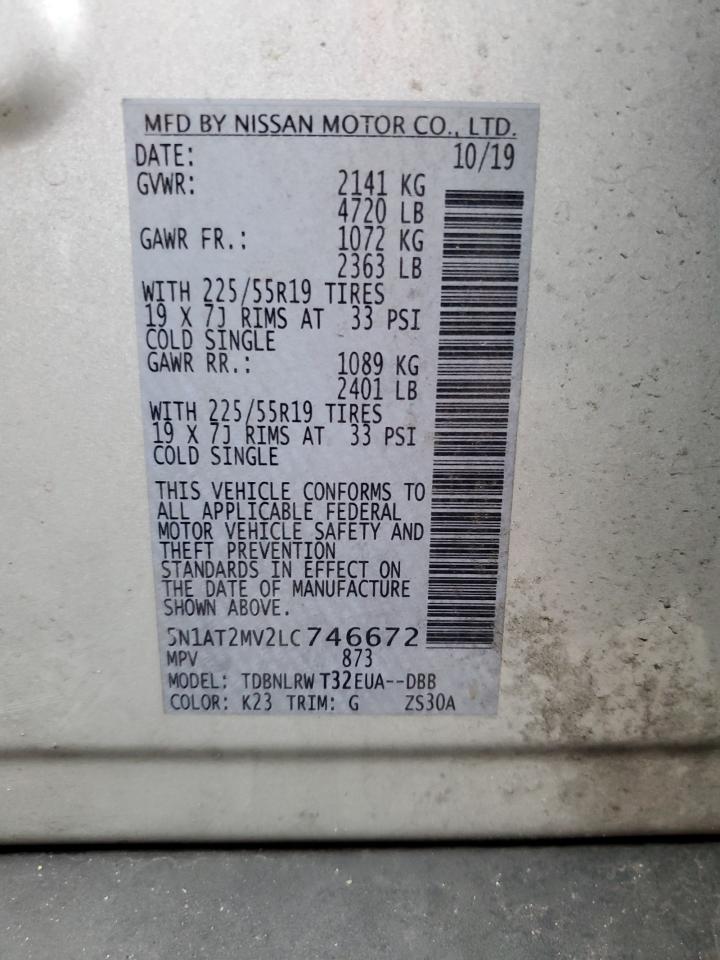 MFD BY NISSAN MOTOR CO., LTD.
DATE: 10/19
GVWR: 2141 KG
4720 LB
GAWR FR.: 1072 KG
2363 LB
WITH 225/55R19 TIRES
19 X 7J RIMS AT 33 PSI
COLD SINGLE
GAWR RR.: 1089 KG
2401 LB
WITH 225/55R19 TIRES
19 X 7J RIMS AT 33 PSI
COLD SINGLE
THIS VEHICLE CONFORMS TO
ALL APPLICABLE FEDERAL
MOTOR VEHICLE SAFETY AND
THEFT PREVENTION
STANDARDS IN EFFECT ON
THE DATE OF MANUFACTURE
SHOWN ABOVE.
5N1AT2MV2LC746672
MPV 873
MODEL: TDBNLRW T32EUA--DBB
COLOR: K23 TRIM: G ZS30A